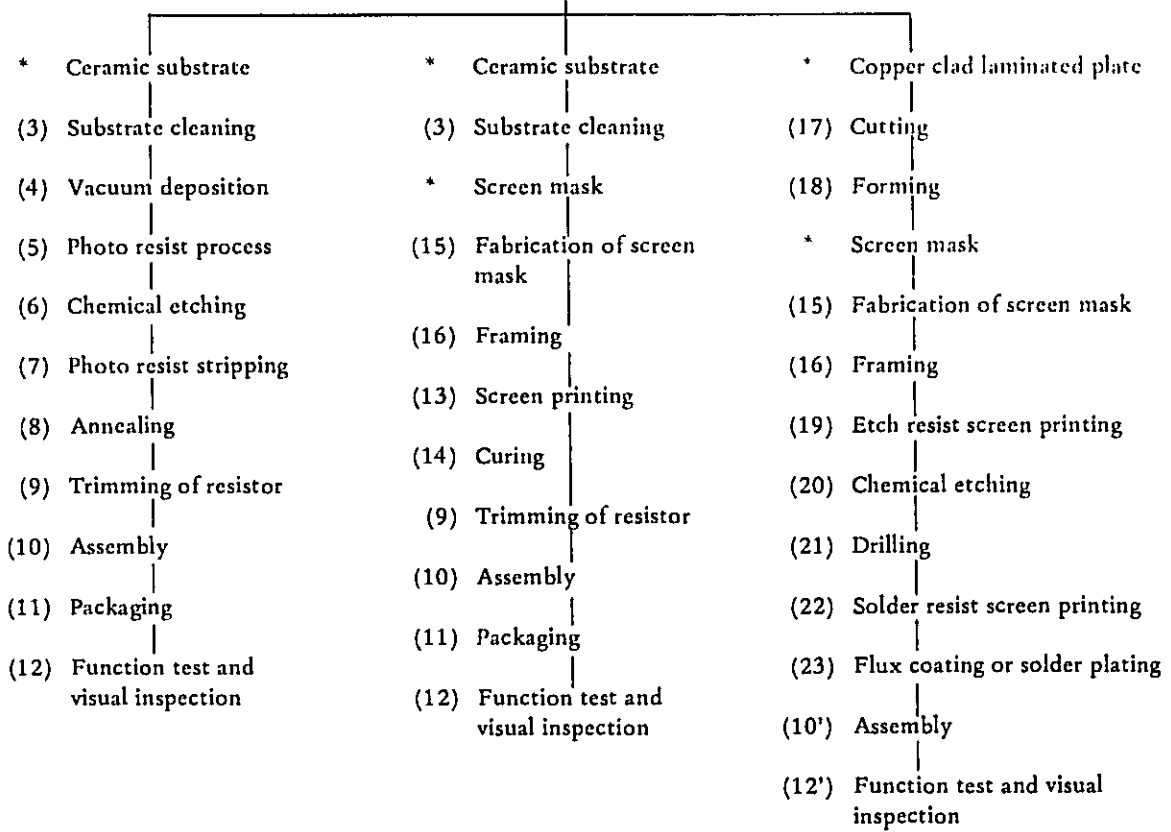 * Ceramic substrate
(3) Substrate cleaning
(4) Vacuum deposition
(5) Photo resist process
(6) Chemical etching
(7) Photo resist stripping
(8) Annealing
(9) Trimming of resistor
(10) Assembly
(11) Packaging
(12) Function test and
visual inspection
* Ceramic substrate
(3) Substrate cleaning
* Screen mask
(15) Fabrication of screen
mask
(16) Framing
(13) Screen printing
(14) Curing
(9) Trimming of resistor
(10) Assembly
(11) Packaging
(12) Function test and
visual inspection
* Copper clad laminated plate
(17) Cutting
(18) Forming
* Screen mask
(15) Fabrication of screen mask
(16) Framing
(19) Etch resist screen printing
(20) Chemical etching
(21) Drilling
(22) Solder resist screen printing
(23) Flux coating or solder plating
(10') Assembly
(12') Function test and visual
inspection